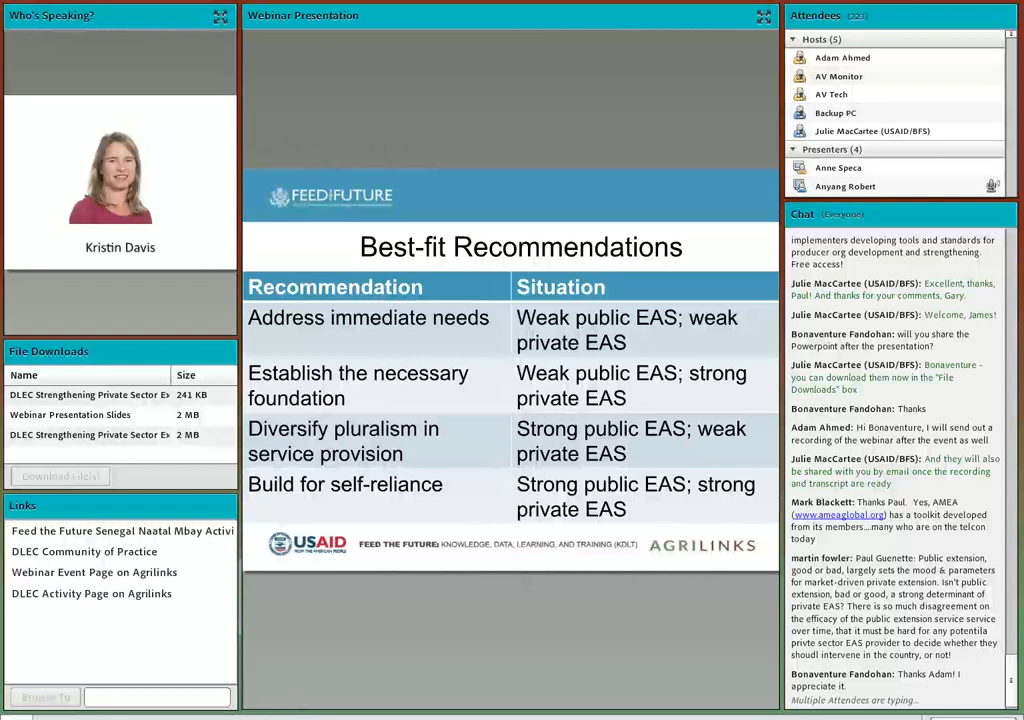 Who's Speaking?
Kristin Davis
File Downloads
Name Size
DLEC Strengthening Private Sector Ex 241 KB
Webinar Presentation Slides 2 MB
DLEC Strengthening Private Sector Ex 2 MB
Download File(s)
Links
Feed the Future Senegal Naatal Mbay Activi
DLEC Community of Practice
Webinar Event Page on Agrilinks
DLEC Activity Page on Agrilinks
Browse To
Webinar Presentation
FEED THE FUTURE
Best-fit Recommendations
Recommendation Situation
Address immediate needs Weak public EAS; weak
private EAS
Establish the necessary Weak public EAS; strong
foundation private EAS
Diversify pluralism in Strong public EAS; weak
service provision private EAS
Build for self-reliance Strong public EAS; strong
private EAS
USAID
FROM THE AMERICAN PEOPLE
FEED THE FUTURE: KNOWLEDGE, DATA, LEARNING, AND TRAINING (KDLT)
AGRILINKS
Attendees (223)
Hosts (5)
Adam Ahmed
AV Monitor
AV Tech
Backup PC
Julie MacCartee (USAID/BFS)
Presenters (4)
Anne Speca
Anyang Robert
Chat (Everyone)
implementers developing tools and standards for
producer org development and strengthening.
Free access!
Julie MacCartee (USAID/BFS): Excellent, thanks,
Paul! And thanks for your comments, Gary.
Julie MacCartee (USAID/BFS): Welcome, James!
Bonaventure Fandohan: will you share the
Powerpoint after the presentation?
Julie MacCartee (USAID/BFS): Bonaventure -
you can download them now in the "File
Downloads" box
Bonaventure Fandohan: Thanks
Adam Ahmed: Hi Bonaventure, I will send out a
recording of the webinar after the event as well
Julie MacCartee (USAID/BFS): And they will also
be shared with you by email once the recording
and transcript are ready
Mark Blackett: Thanks Paul. Yes, AMEA
(www.ameaglobal.org) has a toolkit developed
from its members...many who are on the telcon
today
martin fowler: Paul Guenette: Public extension,
good or bad, largely sets the mood & parameters
for market-driven private extension. Isn't public
extension, bad or good, a strong determinant of
private EAS? There is so much disagreement on
the efficacy of the public extension service service
over time, that it must be hard for any potentila
privte sector EAS provider to decide whether they
shoudl intervene in the country, or not!
Bonaventure Fandohan: Thanks Adam! I
appreciate it.
Multiple Attendees are typing...